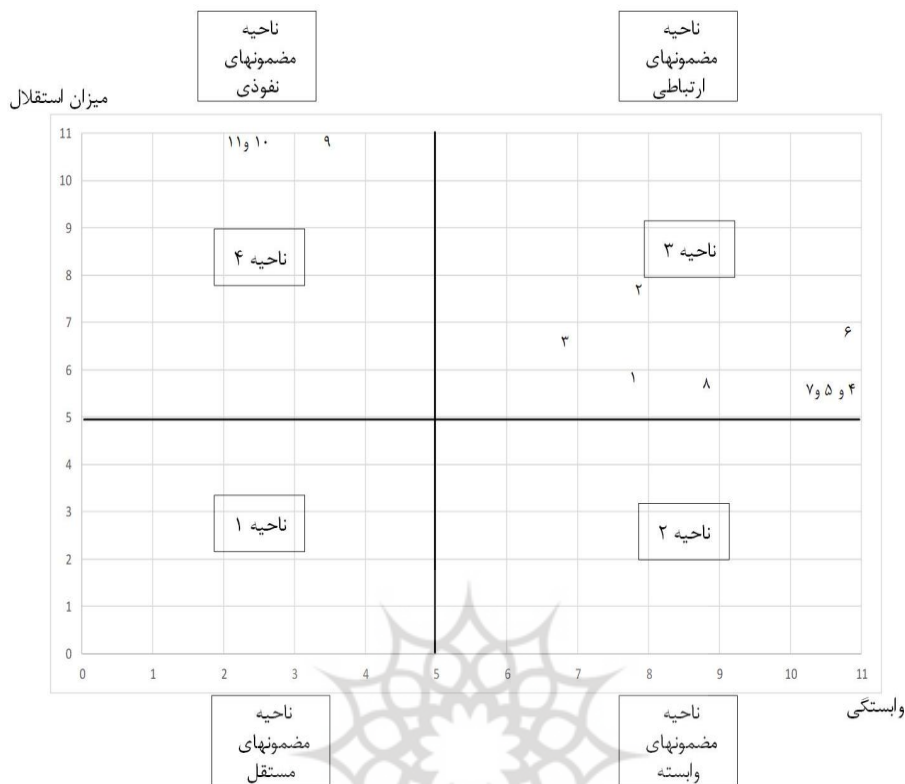 ناحیه
مضمونهای
ارتباطی
ناحیه
مضمونهای
نفوذی
میزان استقلال
11
۱۰ و۱۱
۹
10
9
ناحیه ۳
ناحیه ۴
8
۲
7
۶
۳
6
۱
۸
۴ و ۵ و۷
5
4
3
ناحیه ۱
ناحیه ۲
2
1
0
0 1 2 3 4 5 6 7 8 9 10 11
وابستگی
ناحیه
مضمونهای
وابسته
ناحیه
مضمونهای
مستقل